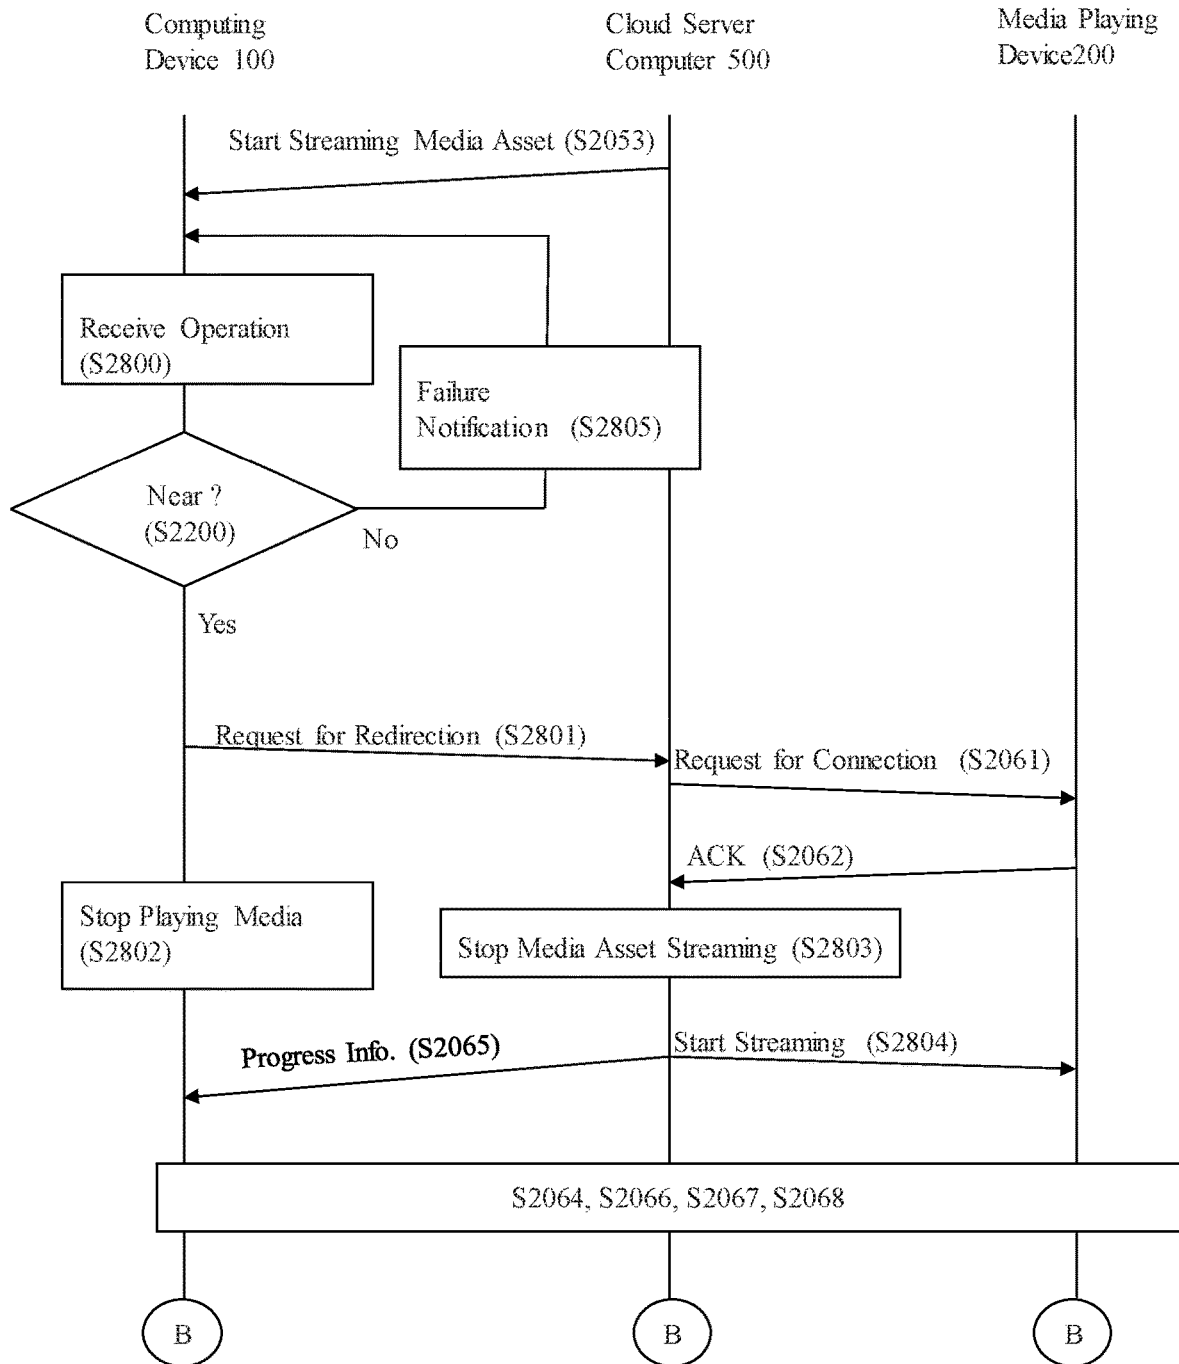 Computing
Device 100
Cloud Server
Computer 500
Media Playing
Device200
Start Streaming Media Asset (S2053)
Receive Operation
(S2800)
Failure
Notification (S2805)
Near ?
(S2200)
No
Yes
Request for Redirection (S2801)
Request for Connection (S2061)
ACK (S2062)
Stop Playing Media
(S2802)
Stop Media Asset Streaming (S2803)
Progress Info. (S2065)
Start Streaming (S2804)
S2064, S2066, S2067, S2068
B
B
B